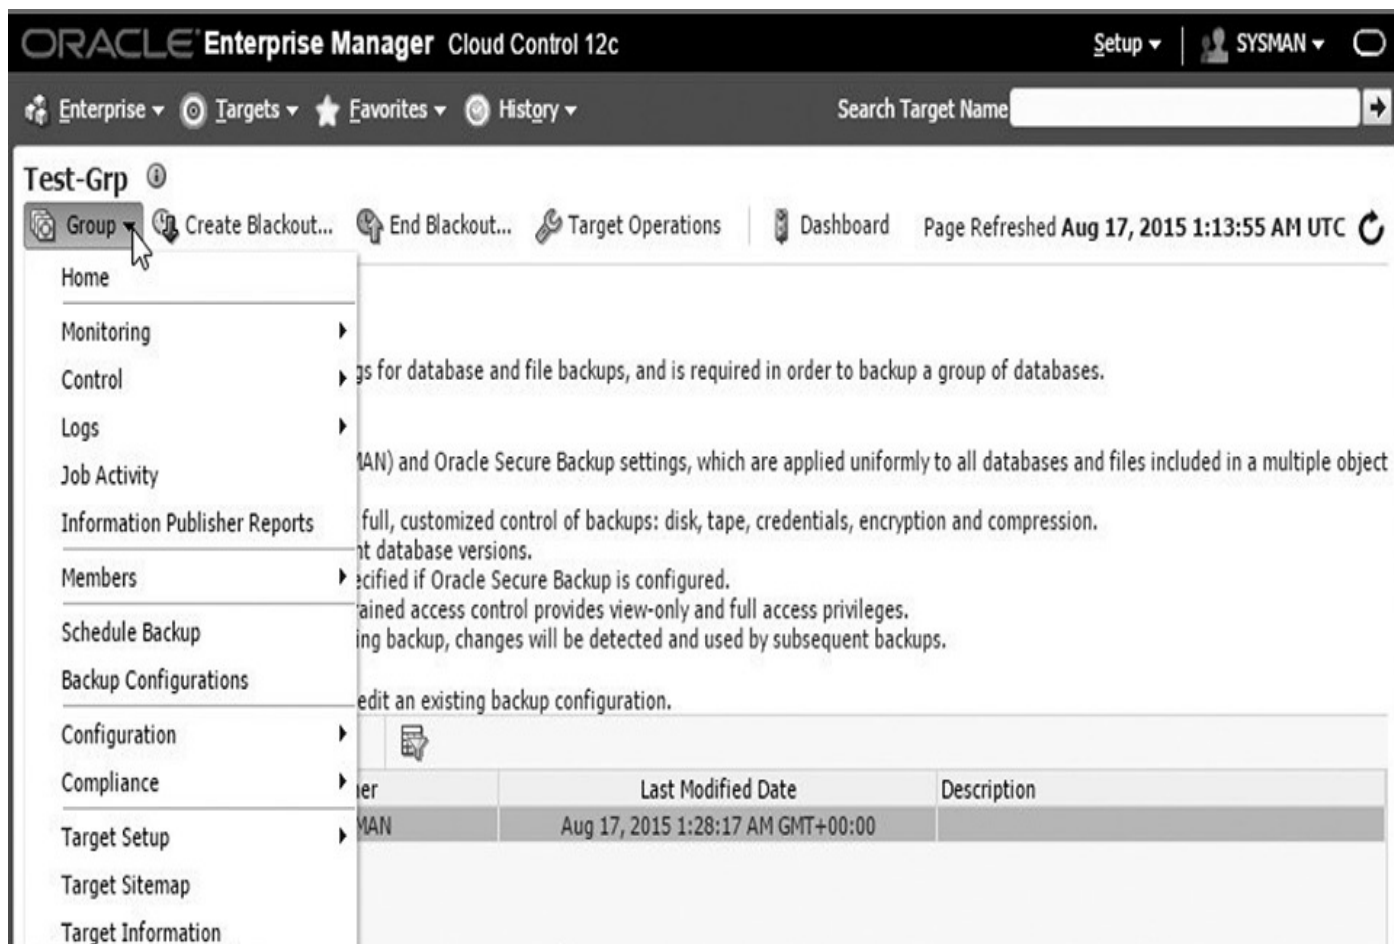 ORACLE Enterprise Manager Cloud Control 12c
Setup SYSMAN
Enterprise Targets Favorites History Search Target Name
Test-Grp
Group Create Blackout... End Blackout... Target Operations Dashboard Page Refreshed Aug 17, 2015 1:13:55 AM UTC
Home
Monitoring
gs for database and file backups, and is required in order to backup a group of databases.
Control
Logs
MAN) and Oracle Secure Backup settings, which are applied uniformly to all databases and files included in a multiple object
Job Activity
Information Publisher Reports
full, customized control of backups: disk, tape, credentials, encryption and compression.
nt database versions.
Members
ecified if Oracle Secure Backup is configured.
rained access control provides view-only and full access privileges.
Schedule Backup
ing backup, changes will be detected and used by subsequent backups.
Backup Configurations
edit an existing backup configuration.
Configuration
Compliance
ner Last Modified Date Description
MAN Aug 17, 2015 1:28:17 AM GMT+00:00
Target Setup
Target Sitemap
Target Information